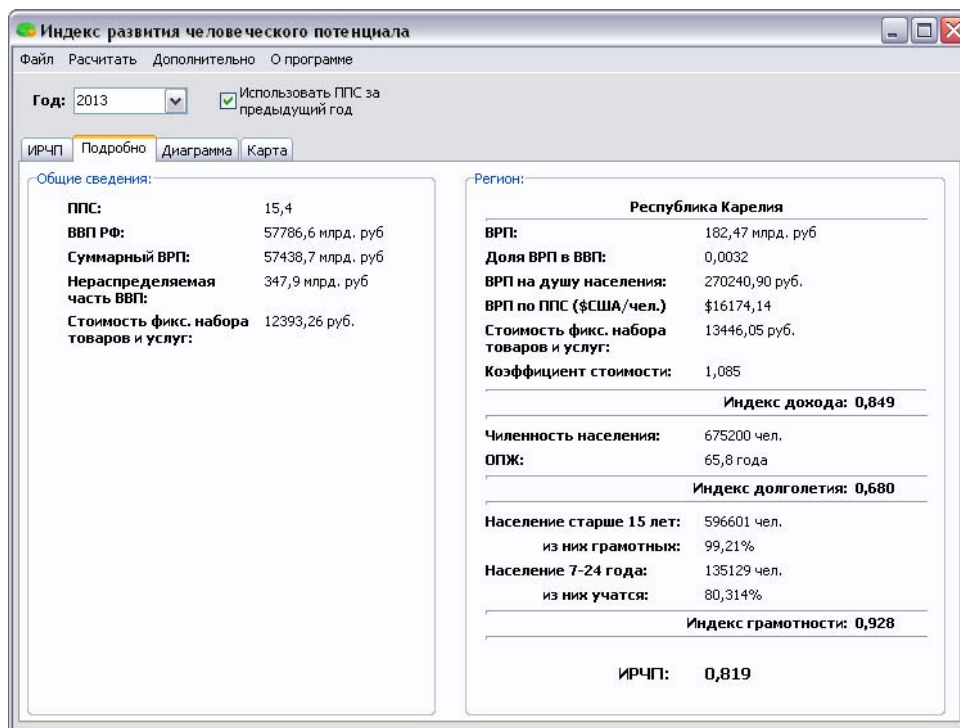 Индекс развития человеческого потенциала
Файл Расчитать Дополнительно О программе
Год: 2013
Использовать ППС за
предыдущий год
ИРЧП Подробно Диаграмма Карта
Общие сведения:
ППС: 15,4
ВВП РФ: 57786,6 млрд. руб
Суммарный ВРП: 57438,7 млрд. руб
Нераспределяемая 347,9 млрд. руб
часть ВВП:
Стоимость фикс. набора 12393,26 руб.
товаров и услуг:
Регион:
Республика Карелия
ВРП: 182,47 млрд. руб
Доля ВРП в ВВП: 0,0032
ВРП на душу населения: 270240,90 руб.
ВРП по ППС ($США/чел.) $16174,14
Стоимость фикс. набора 13446,05 руб.
товаров и услуг:
Коэффициент стоимости: 1,085
Индекс дохода: 0,849
Чиленность населения: 675200 чел.
ОПЖ: 65,8 года
Индекс долголетия: 0,680
Население старше 15 лет: 596601 чел.
из них грамотных: 99,21%
Население 7-24 года: 135129 чел.
из них учатся: 80,314%
Индекс грамотности: 0,928
ИРЧП: 0,819